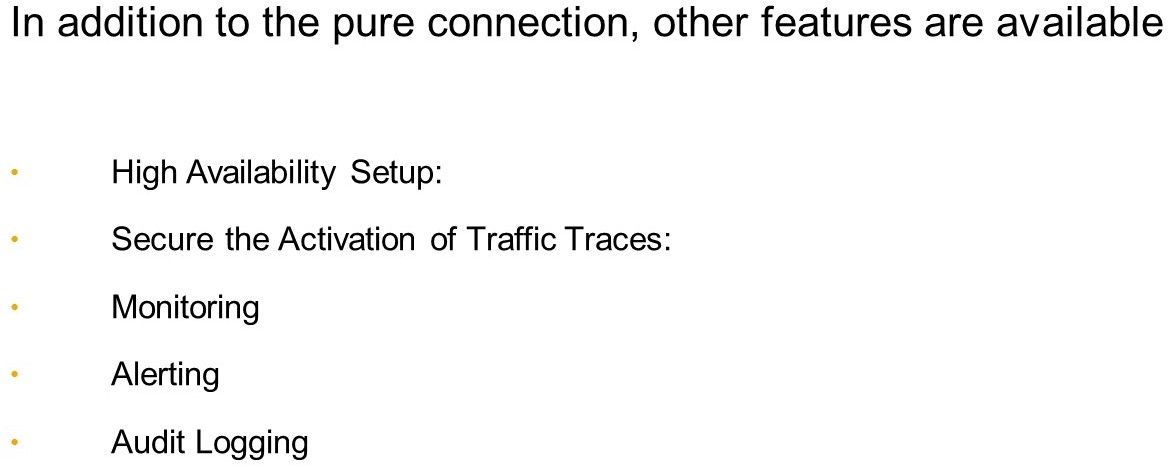 In addition to the pure connection, other features are available
• High Availability Setup:
• Secure the Activation of Traffic Traces:
• Monitoring
• Alerting
• Audit Logging